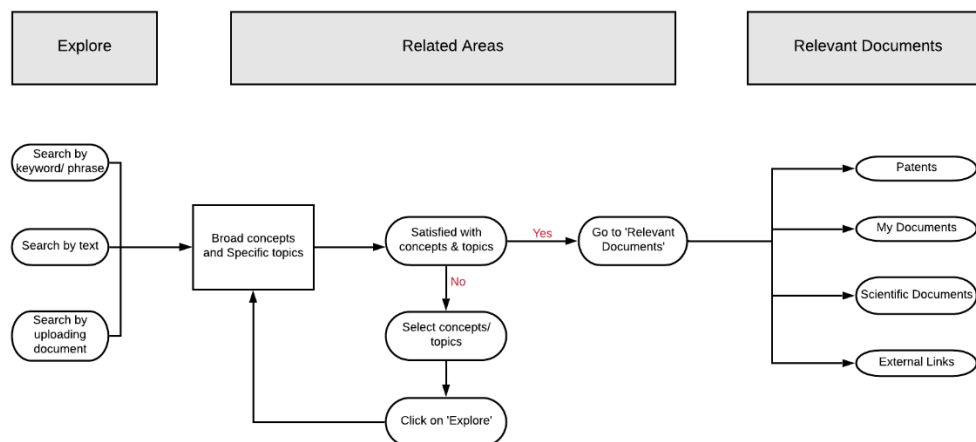 Explore
Related Areas
Relevant Documents
Search by
keyword/ phrase
Search by text
Search by
uploading
document
Broad concepts
and Specific topics
Satisfied with
concepts & topics
Yes
No
Select concepts/
topics
Click on 'Explore'
Go to 'Relevant
Documents'
Patents
My Documents
Scientific Documents
External Links